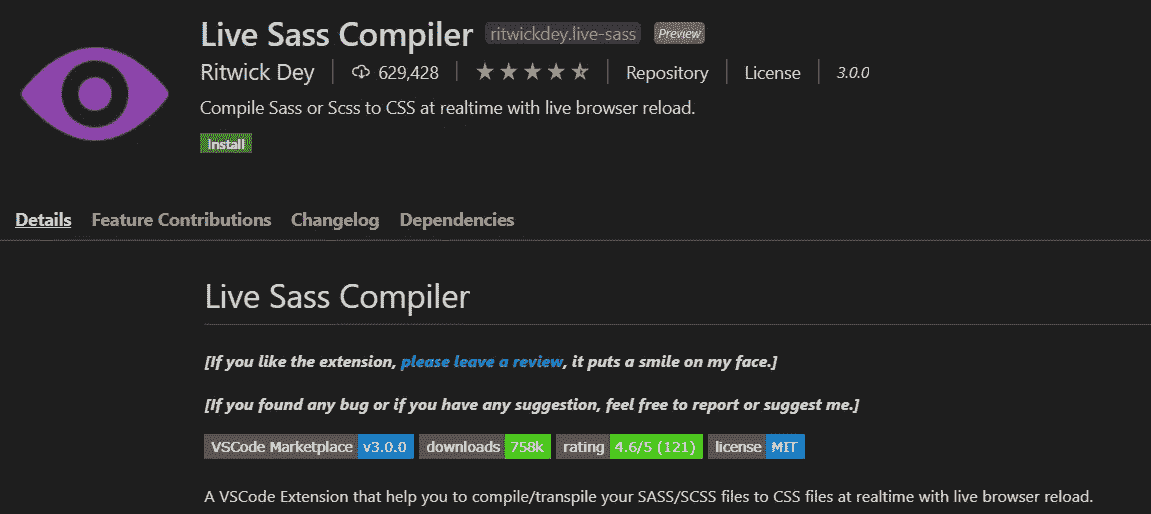 Live Sass Compiler ritwickdey.live-sass Preview
Ritwick Dey 629,428 Repository License 3.0.0
Compile Sass or Scss to CSS at realtime with live browser reload.
Install
Details Feature Contributions Changelog Dependencies
Live Sass Compiler
[If you like the extension, please leave a review, it puts a smile on my face.]
[If you found any bug or if you have any suggestion, feel free to report or suggest me.]
VSCode Marketplace v3.0.0 downloads 758k rating 4.6/5 (121) license MIT
A VSCode Extension that help you to compile/transpile your SASS/SCSS files to CSS files at realtime with live browser reload.